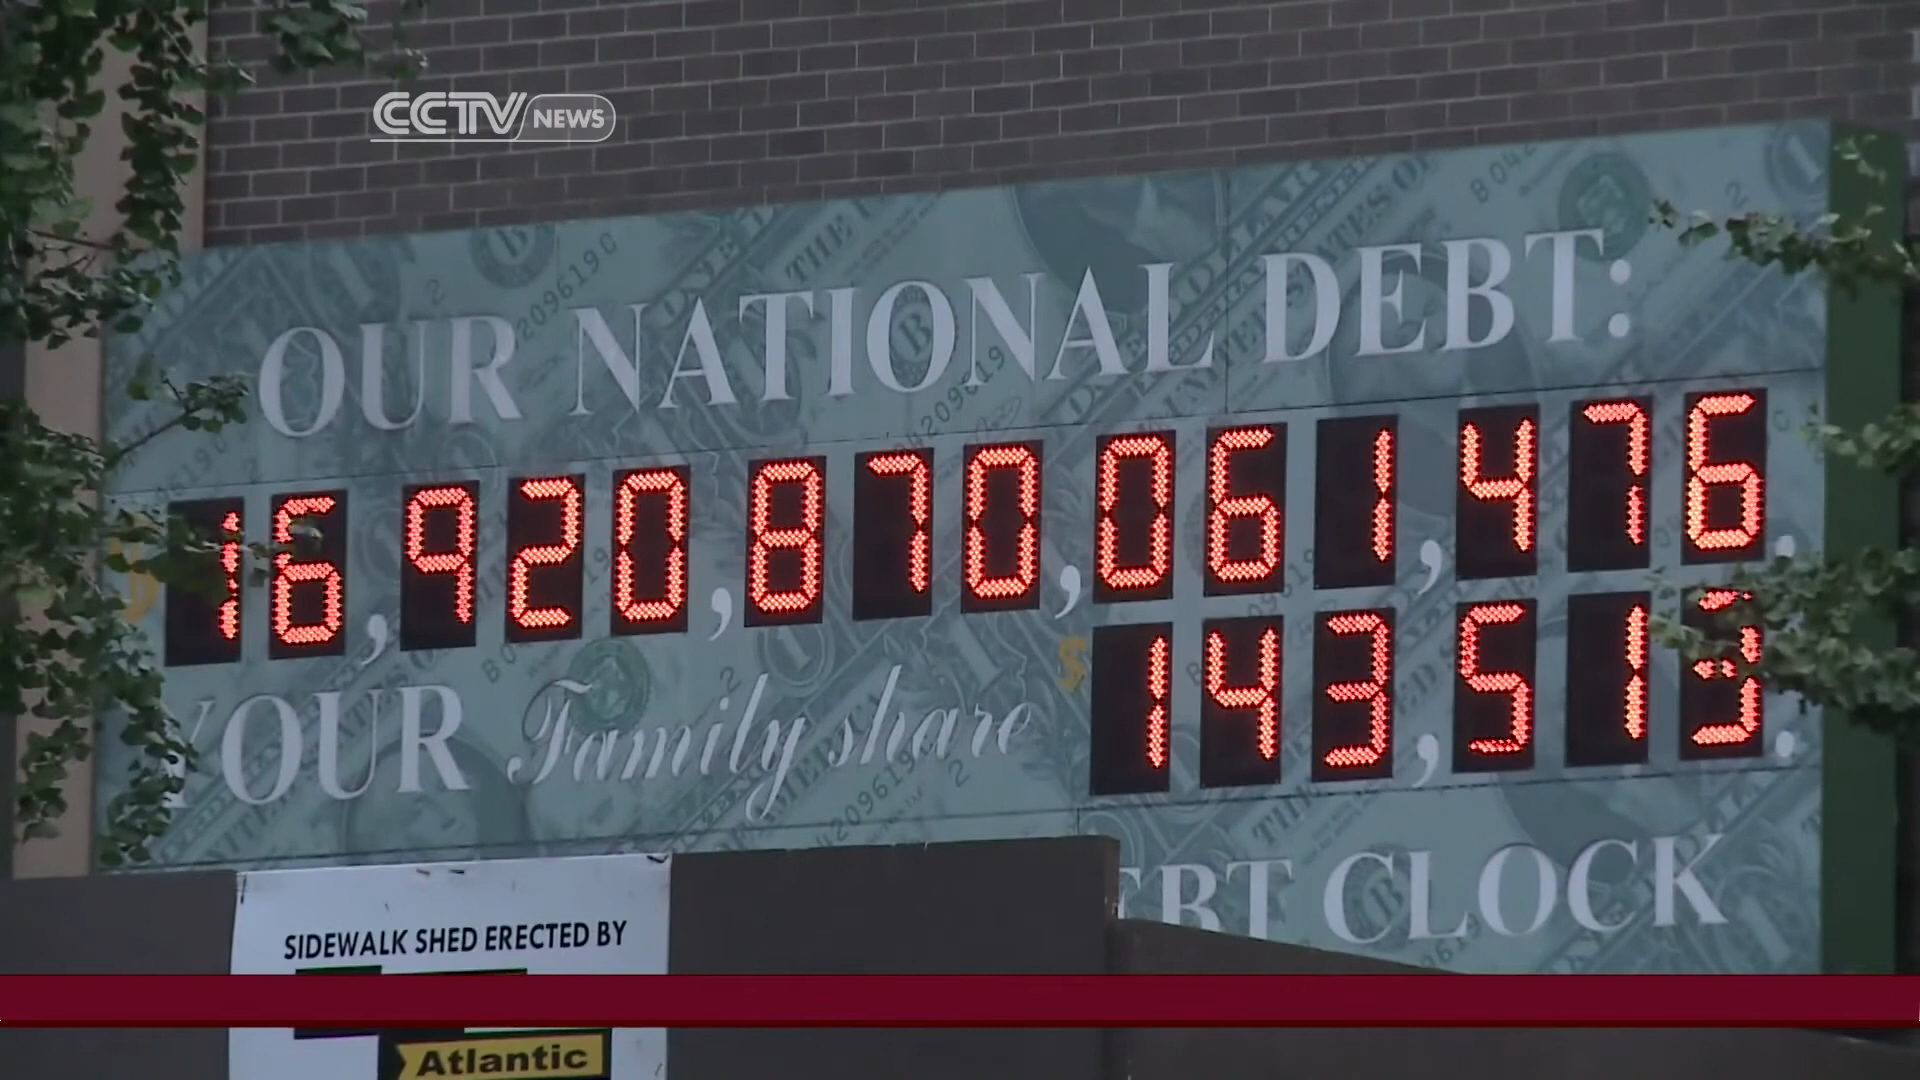 CCTV NEWS
OUR NATIONAL DEBT:
$16,920,870,061,476.
YOUR Family share $143,513.
EBT CLOCK
SIDEWALK SHED ERECTED BY
Atlantic